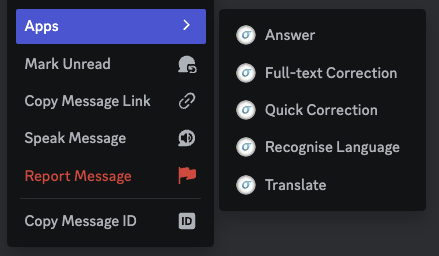 Apps
Mark Unread
Copy Message Link
Speak Message
Report Message
Copy Message ID
ID
σ Answer
σ Full-text Correction
σ Quick Correction
σ Recognise Language
σ Translate